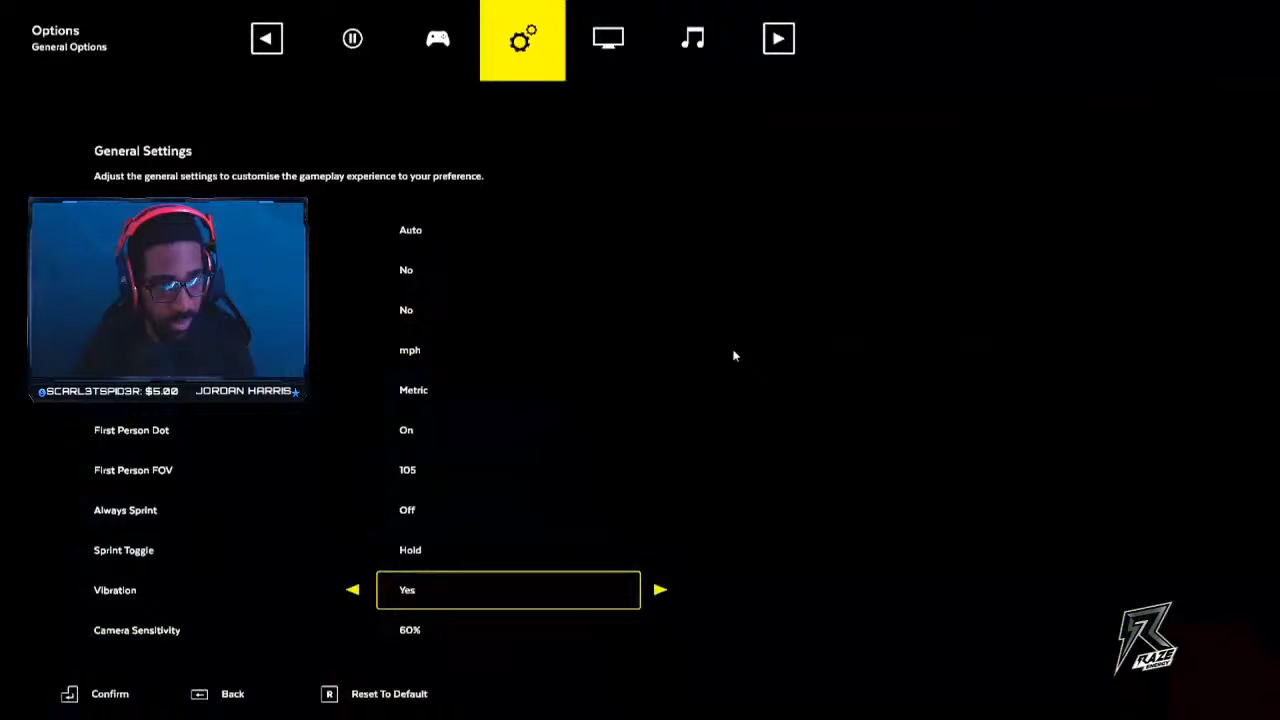 Options
General Options
General Settings
Adjust the general settings to customise the gameplay experience to your preference.
Auto
No
No
mph
Metric
SCARL3TSPID3R: $5.00 JORDAN HARRIS
First Person Dot On
First Person FOV 105
Always Sprint Off
Sprint Toggle Hold
Vibration Yes
Camera Sensitivity 60%
R RAZE ENERGY
Confirm Back R Reset To Default